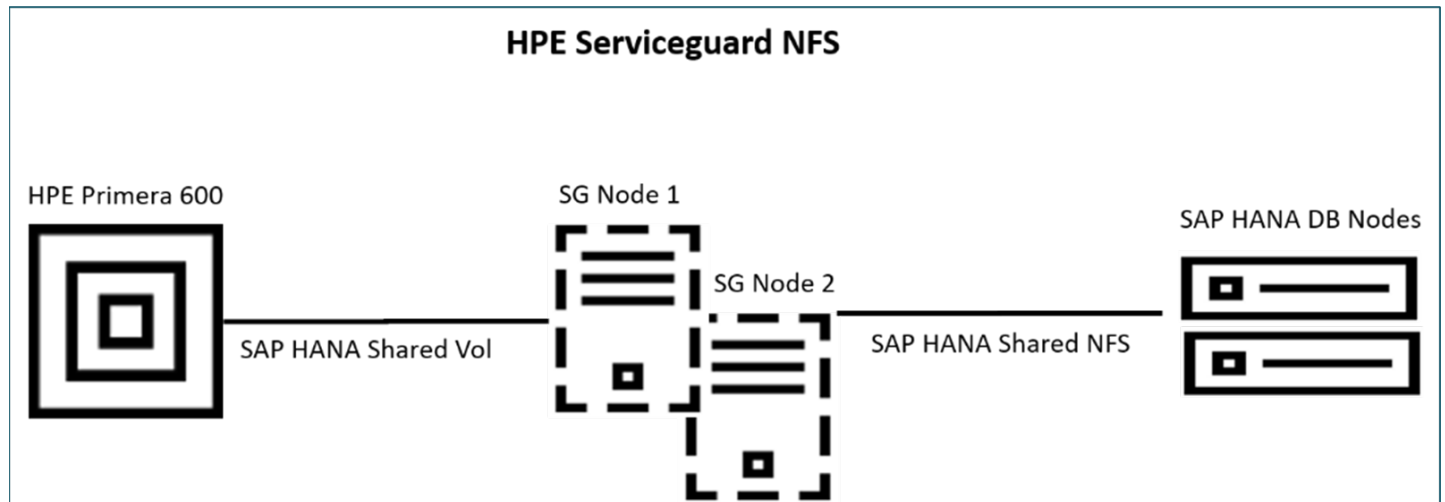 HPE Serviceguard NFS
HPE Primera 600
SG Node 1
SAP HANA DB Nodes
SG Node 2
SAP HANA Shared Vol
SAP HANA Shared NFS